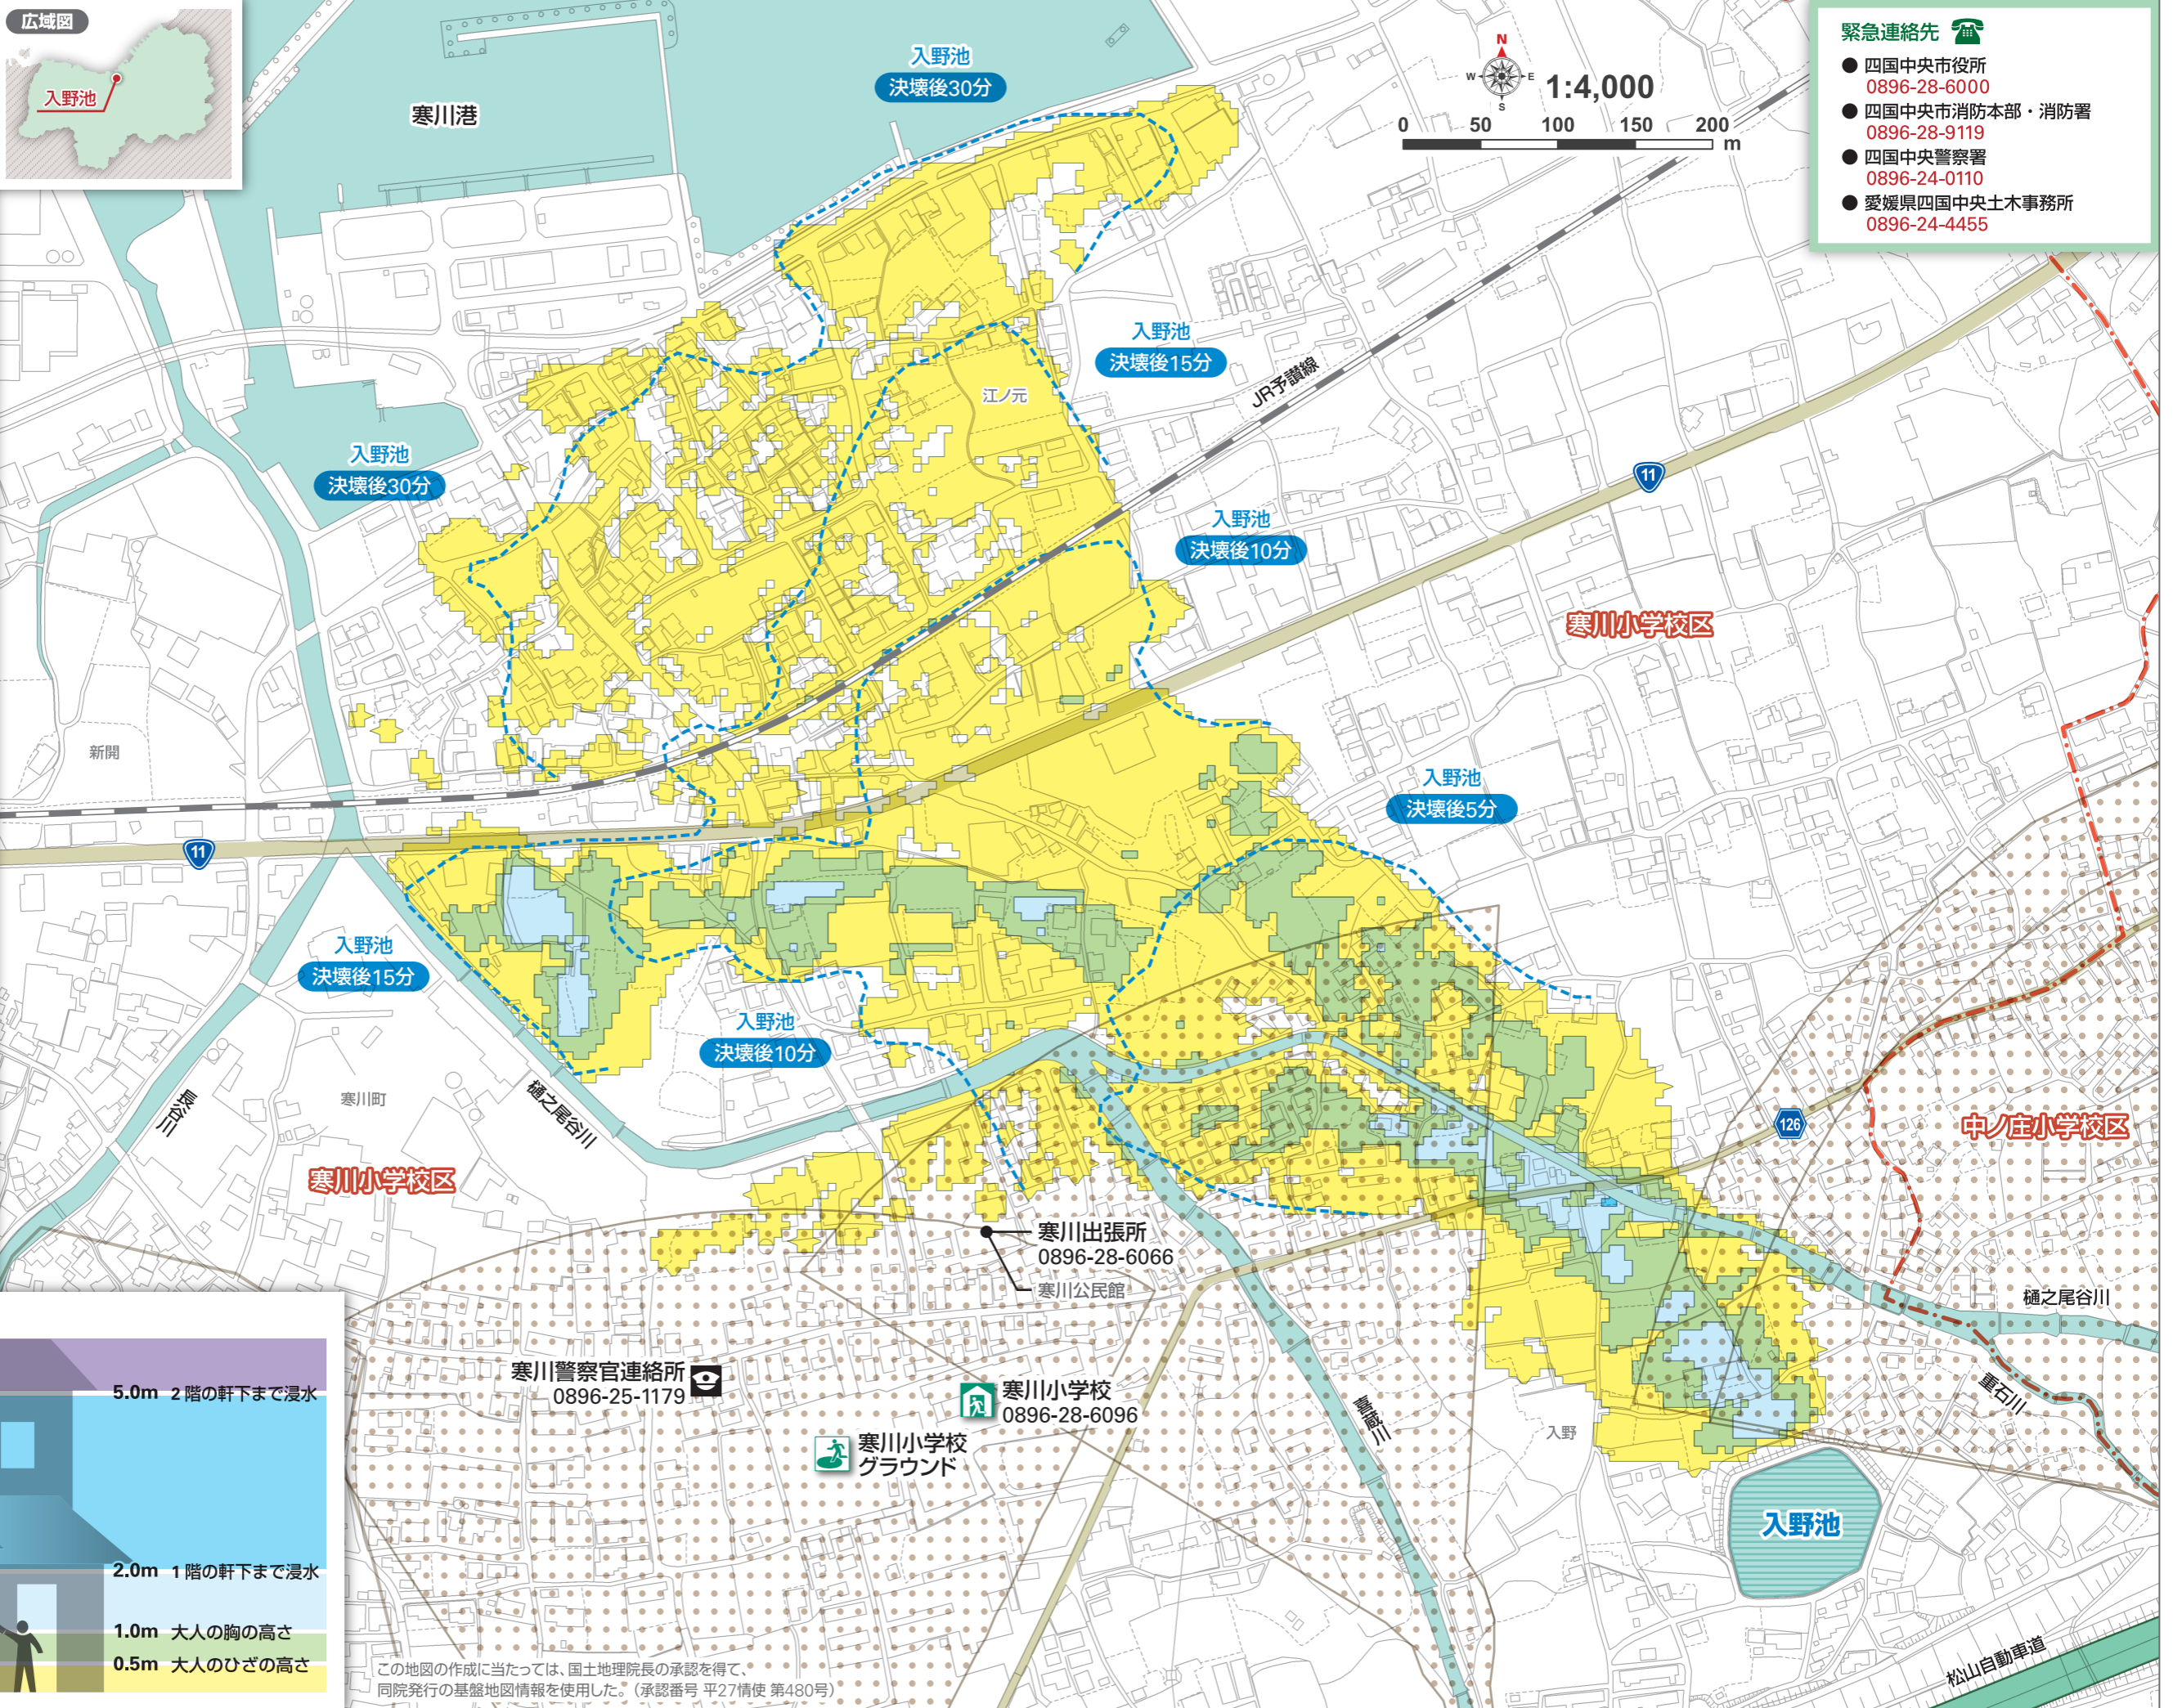 広域図
入野池
寒川港
入野池
決壊後30分
N
W
E
S
1:4,000
0 50 100 150 200
m
緊急連絡先
● 四国中央市役所
0896-28-6000
● 四国中央市消防本部・消防署
0896-28-9119
● 四国中央警察署
0896-24-0110
● 愛媛県四国中央土木事務所
0896-24-4455
入野池
決壊後15分
JR予讃線
江ノ元
入野池
決壊後30分
11
入野池
決壊後10分
寒川小学校区
新開
入野池
決壊後5分
11
入野池
決壊後15分
入野池
決壊後10分
長谷川
寒川町
樋之尾谷川
126
中ノ庄小学校区
寒川小学校区
寒川出張所
0896-28-6066
寒川公民館
樋之尾谷川
寒川警察官連絡所
0896-25-1179
寒川小学校
0896-28-6096
喜蔵川
入野
重石川
寒川小学校
グラウンド
入野池
松山自動車道
5.0m 2階の軒下まで浸水
2.0m 1階の軒下まで浸水
1.0m 大人の胸の高さ
0.5m 大人のひざの高さ
この地図の作成に当たっては、国土地理院長の承認を得て、
同院発行の基盤地図情報を使用した。（承認番号 平27情使 第480号）